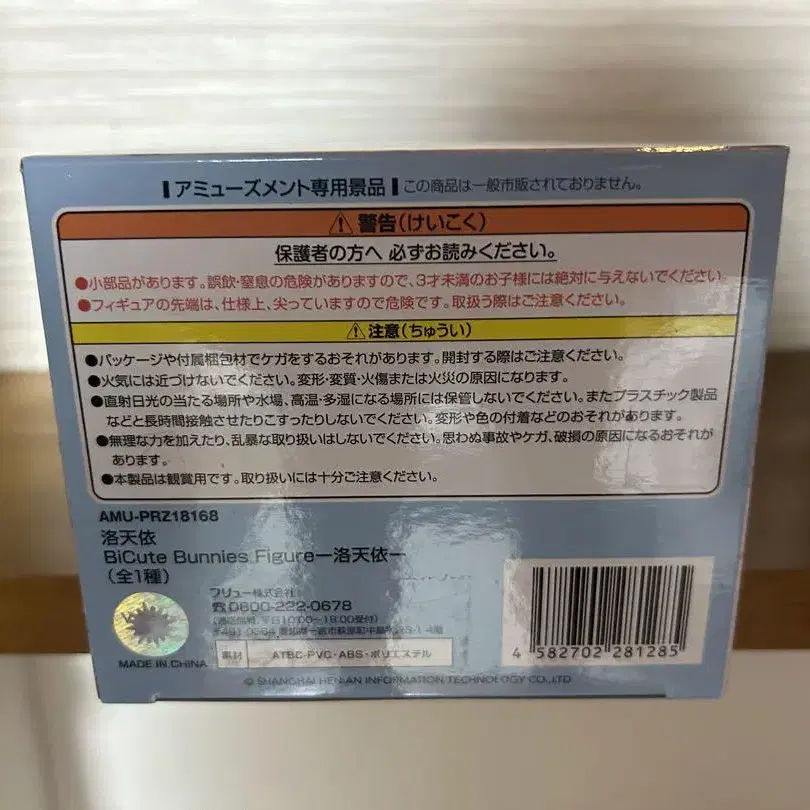 アミューズメント専用景品 この商品は一般市販されておりません。
警告(けいこく)
保護者の方へ 必ずお読みください。
●小部品があります。誤飲・窒息の危険がありますので、3才未満のお子様には絶対に与えないでください。
●フィギュアの先端は、仕様上、尖っていますので危険です。取扱う際はご注意ください。
注意(ちゅうい)
●パッケージや付属梱包材でケガをするおそれがあります。開封する際はご注意ください。
●火気には近づけないでください。変形・変質・火傷または火災の原因になります。
●直射日光の当たる場所や水場、高温・多湿になる場所には保管しないでください。またプラスチック製品
などと長時間接触させたりこすったりしないでください。変形や色の付着などのおそれがあります。
●無理な力を加えたり、乱暴な取り扱いはしないでください。思わぬ事故やケガ、破損の原因になるおそれが
あります。
●本製品は観賞用です。取り扱いには十分ご注意ください。
AMU-PRZ18168
洛天依
BiCute Bunnies Figure―洛天依―
(全1種)
フリュー株式会社
☎0800-222-0678
MADE IN CHINA
素材 ATBC-PVC・ABS・ポリエステル
4 582702 281285
© SHANGHAI HENIAN INFORMATION TECHNOLOGY CO.,LTD